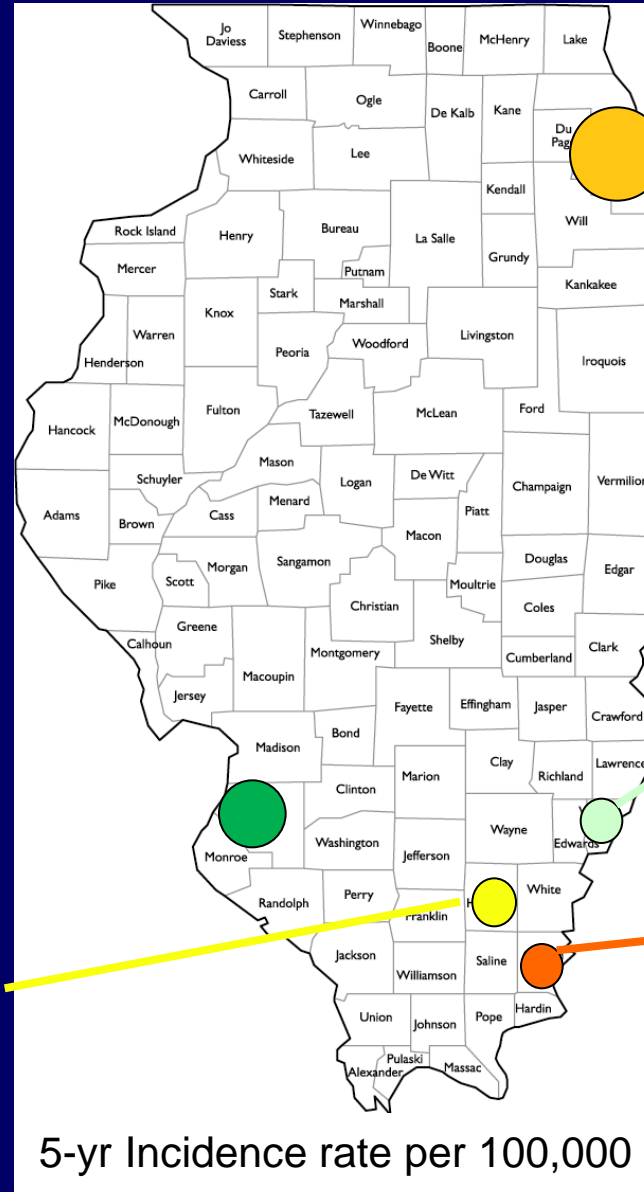 Jo
Daviess
Stephenson
Winnebago
Boone
McHenry
Lake
Carroll
Ogle
De Kalb
Kane
Du
Pag
Whiteside
Lee
Kendall
Will
Rock Island
Henry
Bureau
La Salle
Grundy
Mercer
Putnam
Kankakee
Stark
Marshall
Knox
Warren
Henderson
Peoria
Woodford
Livingston
Iroquois
Hancock
McDonough
Fulton
Tazewell
McLean
Ford
Mason
Schuyler
Logan
De Witt
Champaign
Vermilion
Adams
Brown
Cass
Menard
Piatt
Macon
Pike
Scott
Morgan
Sangamon
Douglas
Edgar
Christian
Moultrie
Coles
Calhoun
Greene
Shelby
Clark
Montgomery
Cumberland
Macoupin
Jersey
Fayette
Effingham
Jasper
Crawford
Madison
Bond
Clay
Richland
Lawrence
Clinton
Marion
Monroe
Washington
Wayne
Edwards
Jefferson
Randolph
Perry
Franklin
H
White
Jackson
Williamson
Saline
Union
Johnson
Pope
Hardin
Alexander
Pulaski
Massac
5-yr Incidence rate per 100,000